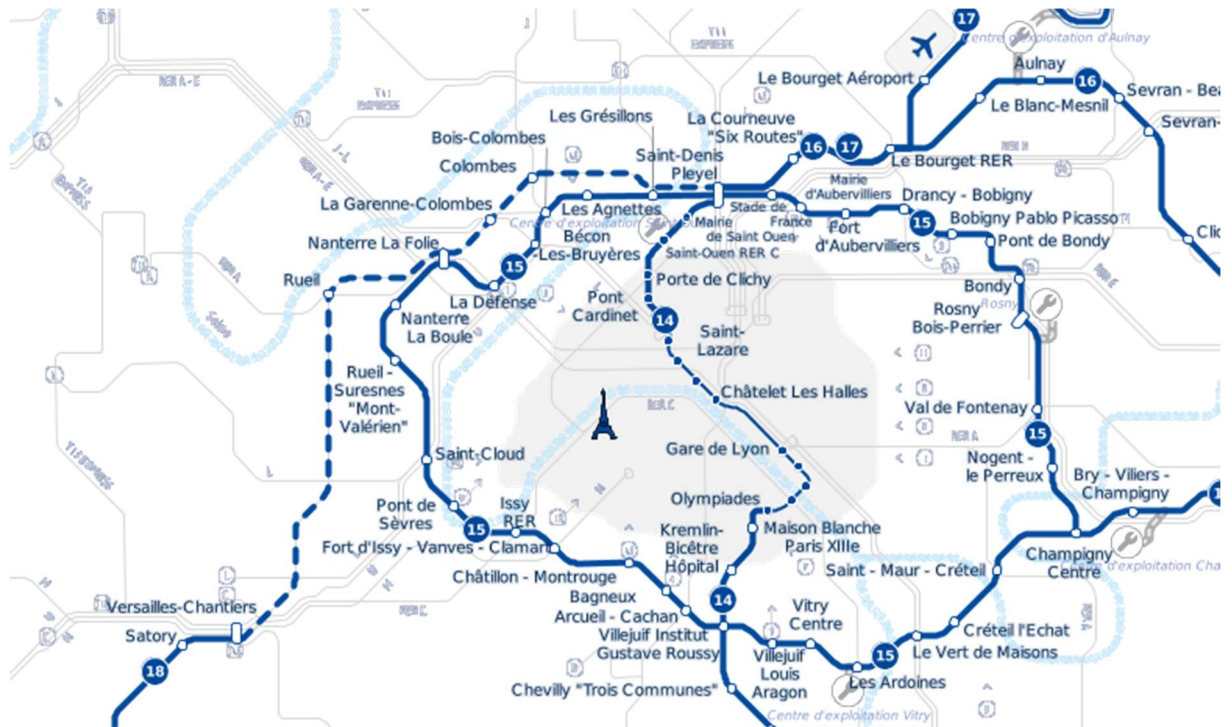 17
Centre d'exploitation d'Aulnay
Aulnay
Le Bourget Aéroport
16
Sevran - Bea
Le Blanc-Mesnil
Les Grésillons
La Courneuve
"Six Routes"
Sevran-
Bois-Colombes
16
17
Colombes
Saint-Denis
Pleyel
Le Bourget RER
Mairie
d'Aubervilliers
Drancy - Bobigny
La Garenne-Colombes
Les Agnettes
Stade de
France
15
Bobigny Pablo Picasso
Mairie
de Saint Ouen
Fort
d'Aubervilliers
Nanterre La Folie
Bécon
-Les-Bruyères
Saint-Ouen RER C
Pont de Bondy
Clic
15
Rueil
Porte de Clichy
Bondy
La Défense
Pont
Cardinet
Rosny
Rosny
Bois-Perrier
Nanterre
La Boule
14
Saint-
Lazare
Rueil -
Suresnes
"Mont-
Valérien"
Châtelet Les Halles
RER C
Val de Fontenay
15
RER A
Saint-Cloud
Gare de Lyon
Nogent -
le Perreux
Bry - Viliers -
Champigny
Pont de
Sèvres
Issy
RER
Olympiades
15
Kremlin-
Bicêtre
Hôpital
Maison Blanche
Paris XIIIe
Fort d'Issy - Vanves - Clamart
Champigny
Centre
Centre d'exploitation Cha
Saint - Maur - Créteil
Châtillon - Montrouge
Bagneux
14
Versailles-Chantiers
Arcueil - Cachan
Vitry
Centre
Créteil l'Echat
Satory
Villejuif Institut
Gustave Roussy
15
Le Vert de Maisons
18
Villejuif
Louis
Aragon
Les Ardoines
Chevilly "Trois Communes"
Centre d'exploitation Vitry